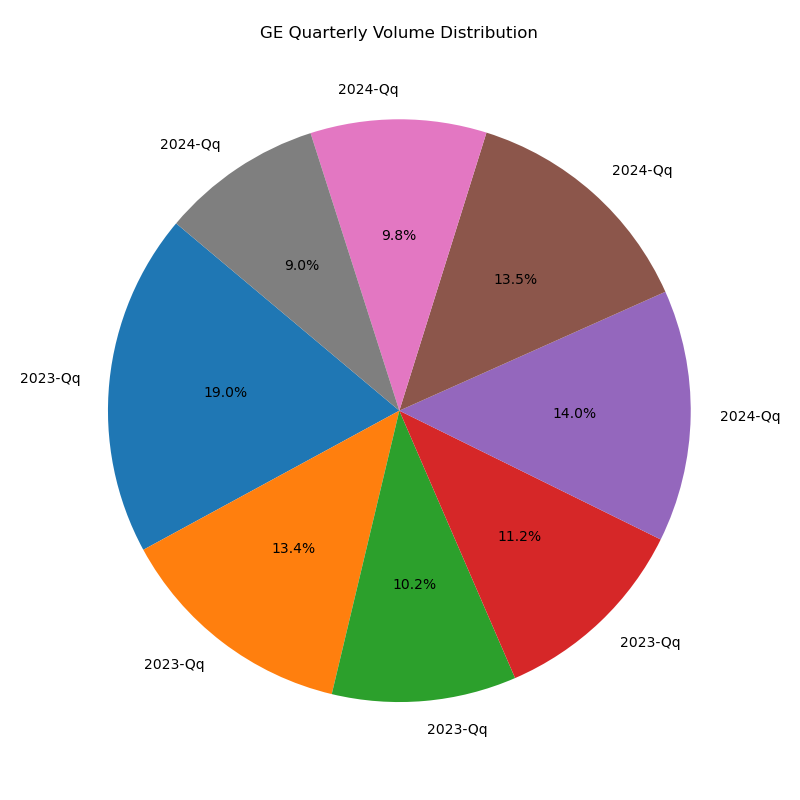 GE Quarterly Volume Distribution
2024-Qq
2024-Qq
2024-Qq
9.8%
9.0%
13.5%
2023-Qq
19.0%
14.0%
2024-Qq
13.4%
11.2%
10.2%
2023-Qq
2023-Qq
2023-Qq